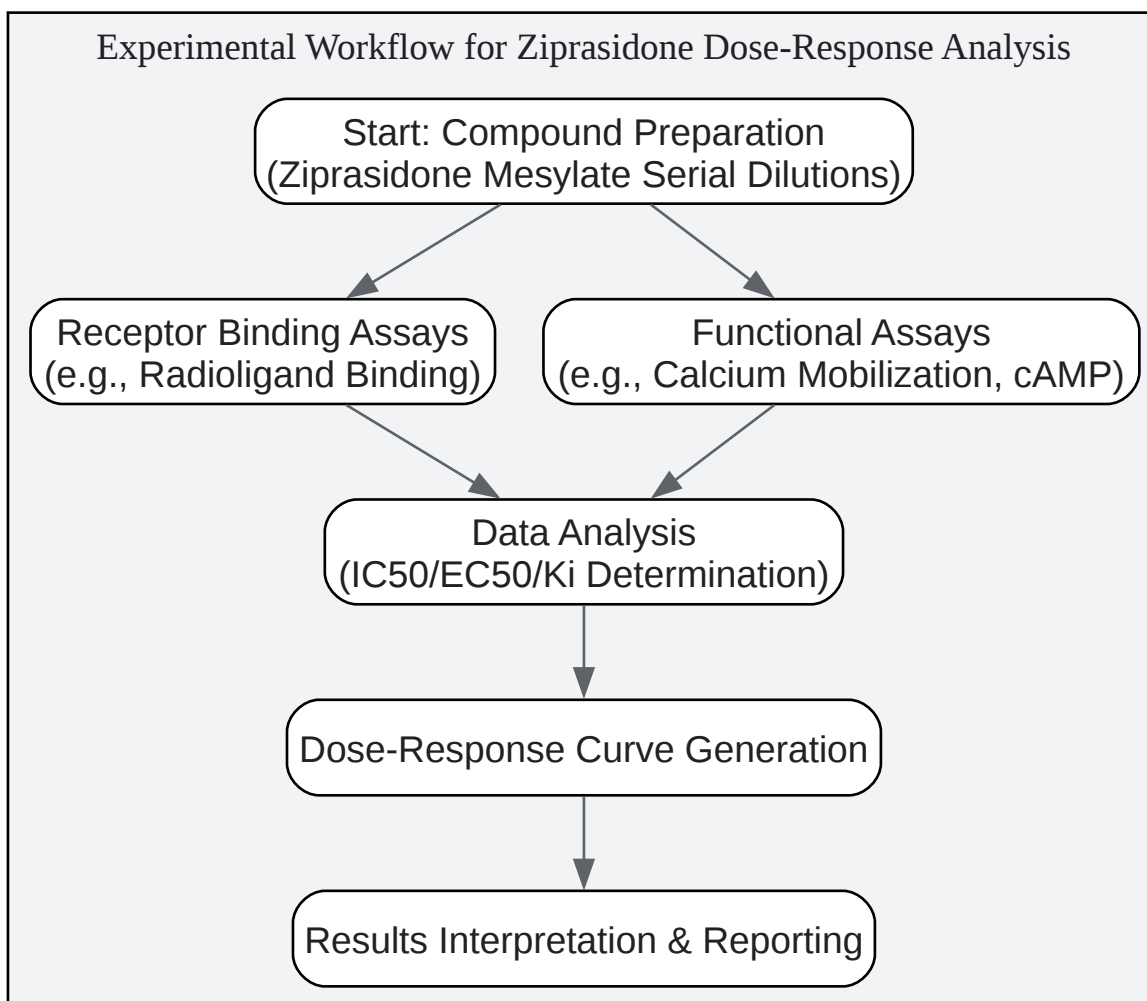 Experimental Workflow for Ziprasidone Dose-Response Analysis
Start: Compound Preparation
(Ziprasidone Mesylate Serial Dilutions)
Receptor Binding Assays
(e.g., Radioligand Binding)
Functional Assays
(e.g., Calcium Mobilization, cAMP)
Data Analysis
(IC50/EC50/Ki Determination)
Dose-Response Curve Generation
Results Interpretation & Reporting